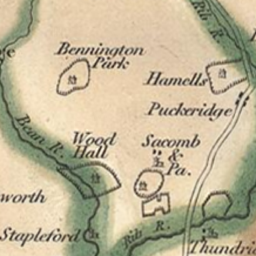 Rib R.
Bennington
Park
Hamells
Puckeridge
Bean R.
Wood
Hall
Sacomb
&
Pa.
worth
Stapleford
Rib R.
Thundri